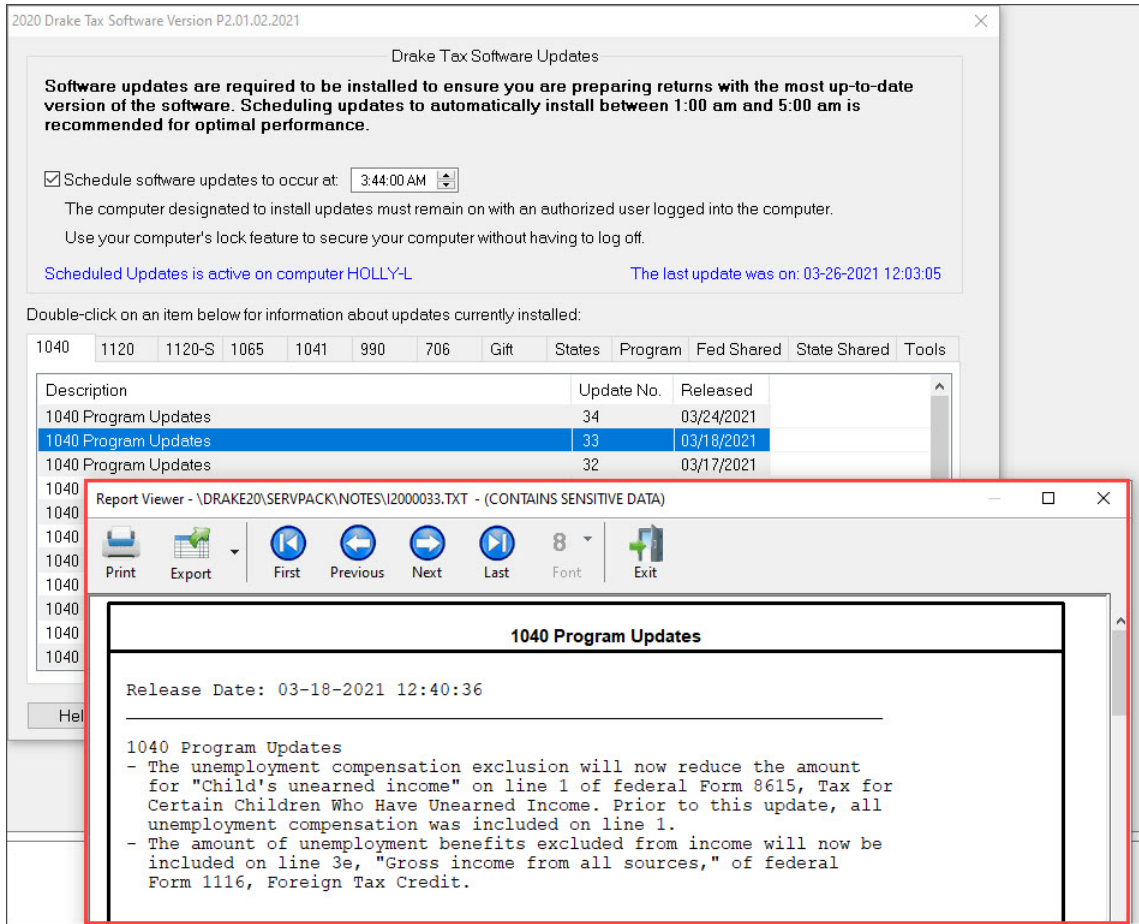 2020 Drake Tax Software Version P2.01.02.2021
Drake Tax Software Updates
Software updates are required to be installed to ensure you are preparing returns with the most up-to-date
version of the software. Scheduling updates to automatically install between 1:00 am and 5:00 am is
recommended for optimal performance.
Schedule software updates to occur at: 3:44:00 AM
The computer designated to install updates must remain on with an authorized user logged into the computer.
Use your computer's lock feature to secure your computer without having to log off.
Scheduled Updates is active on computer HOLLY-L The last update was on: 03-26-2021 12:03:05
Double-click on an item below for information about updates currently installed:
1040 1120 1120-S 1065 1041 990 706 Gift States Program Fed Shared State Shared Tools
Description Update No. Released
1040 Program Updates 34 03/24/2021
1040 Program Updates 33 03/18/2021
1040 Program Updates 32 03/17/2021
1040
1040
1040
1040
1040
1040
1040
1040
Hel
Report Viewer - \DRAKE20\SERVPACK\NOTES\I2000033.TXT - (CONTAINS SENSITIVE DATA)
8
Print Export First Previous Next Last Font Exit
1040 Program Updates
Release Date: 03-18-2021 12:40:36
1040 Program Updates
- The unemployment compensation exclusion will now reduce the amount
for "Child's unearned income" on line 1 of federal Form 8615, Tax for
Certain Children Who Have Unearned Income. Prior to this update, all
unemployment compensation was included on line 1.
- The amount of unemployment benefits excluded from income will now be
included on line 3e, "Gross income from all sources," of federal
Form 1116, Foreign Tax Credit.